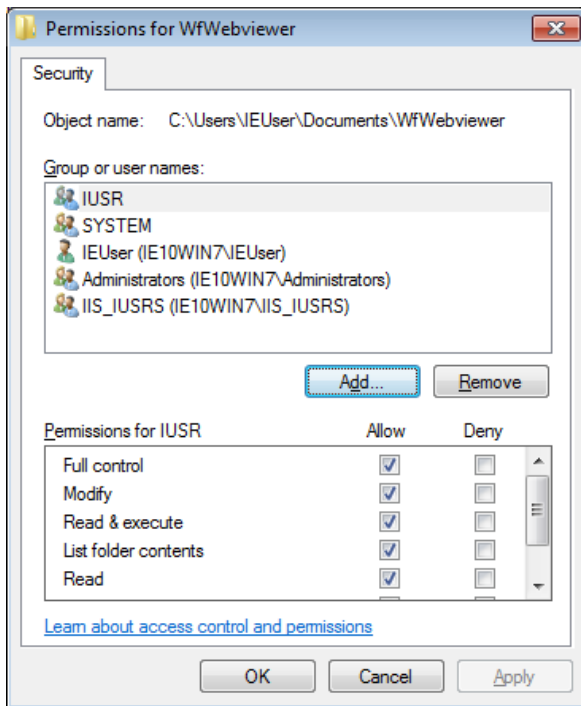 Permissions for WfWebviewer
Security
Object name: C:\Users\IEUser\Documents\WfWebviewer
Group or user names:
IUSR
SYSTEM
IEUser (IE10WIN7\IEUser)
Administrators (IE10WIN7\Administrators)
IIS_IUSRS (IE10WIN7\IIS_IUSRS)
Add... Remove
Permissions for IUSR Allow Deny
Full control
Modify
Read & execute
List folder contents
Read
Learn about access control and permissions
OK Cancel Apply